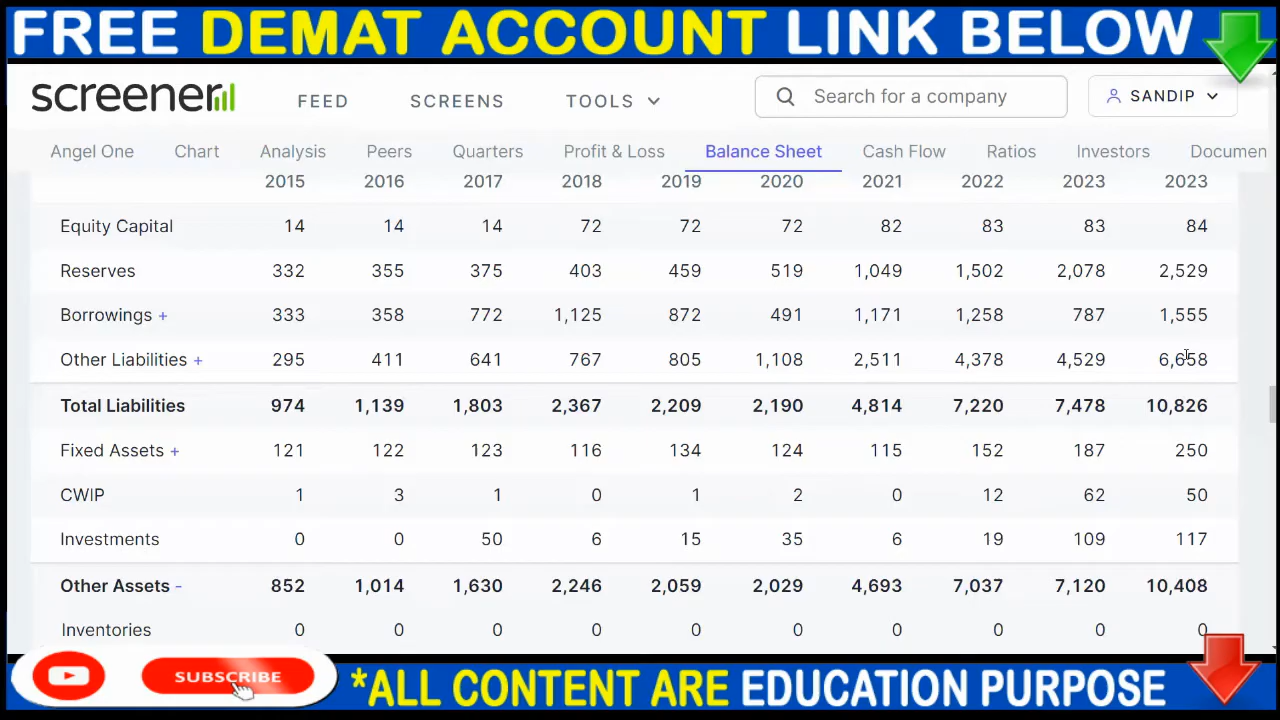 FREE DEMAT ACCOUNT LINK BELOW
screener FEED SCREENS TOOLS Search for a company SANDIP
Angel One Chart Analysis Peers Quarters Profit & Loss Balance Sheet Cash Flow Ratios Investors Documen
2015 2016 2017 2018 2019 2020 2021 2022 2023 2023
Equity Capital 14 14 14 72 72 72 82 83 83 84
Reserves 332 355 375 403 459 519 1,049 1,502 2,078 2,529
Borrowings + 333 358 772 1,125 872 491 1,171 1,258 787 1,555
Other Liabilities + 295 411 641 767 805 1,108 2,511 4,378 4,529 6,658
Total Liabilities 974 1,139 1,803 2,367 2,209 2,190 4,814 7,220 7,478 10,826
Fixed Assets + 121 122 123 116 134 124 115 152 187 250
CWIP 1 3 1 0 1 2 0 12 62 50
Investments 0 0 50 6 15 35 6 19 109 117
Other Assets - 852 1,014 1,630 2,246 2,059 2,029 4,693 7,037 7,120 10,408
Inventories 0 0 0 0 0 0 0 0 0 0
SUBSCRIBE *ALL CONTENT ARE EDUCATION PURPOSE